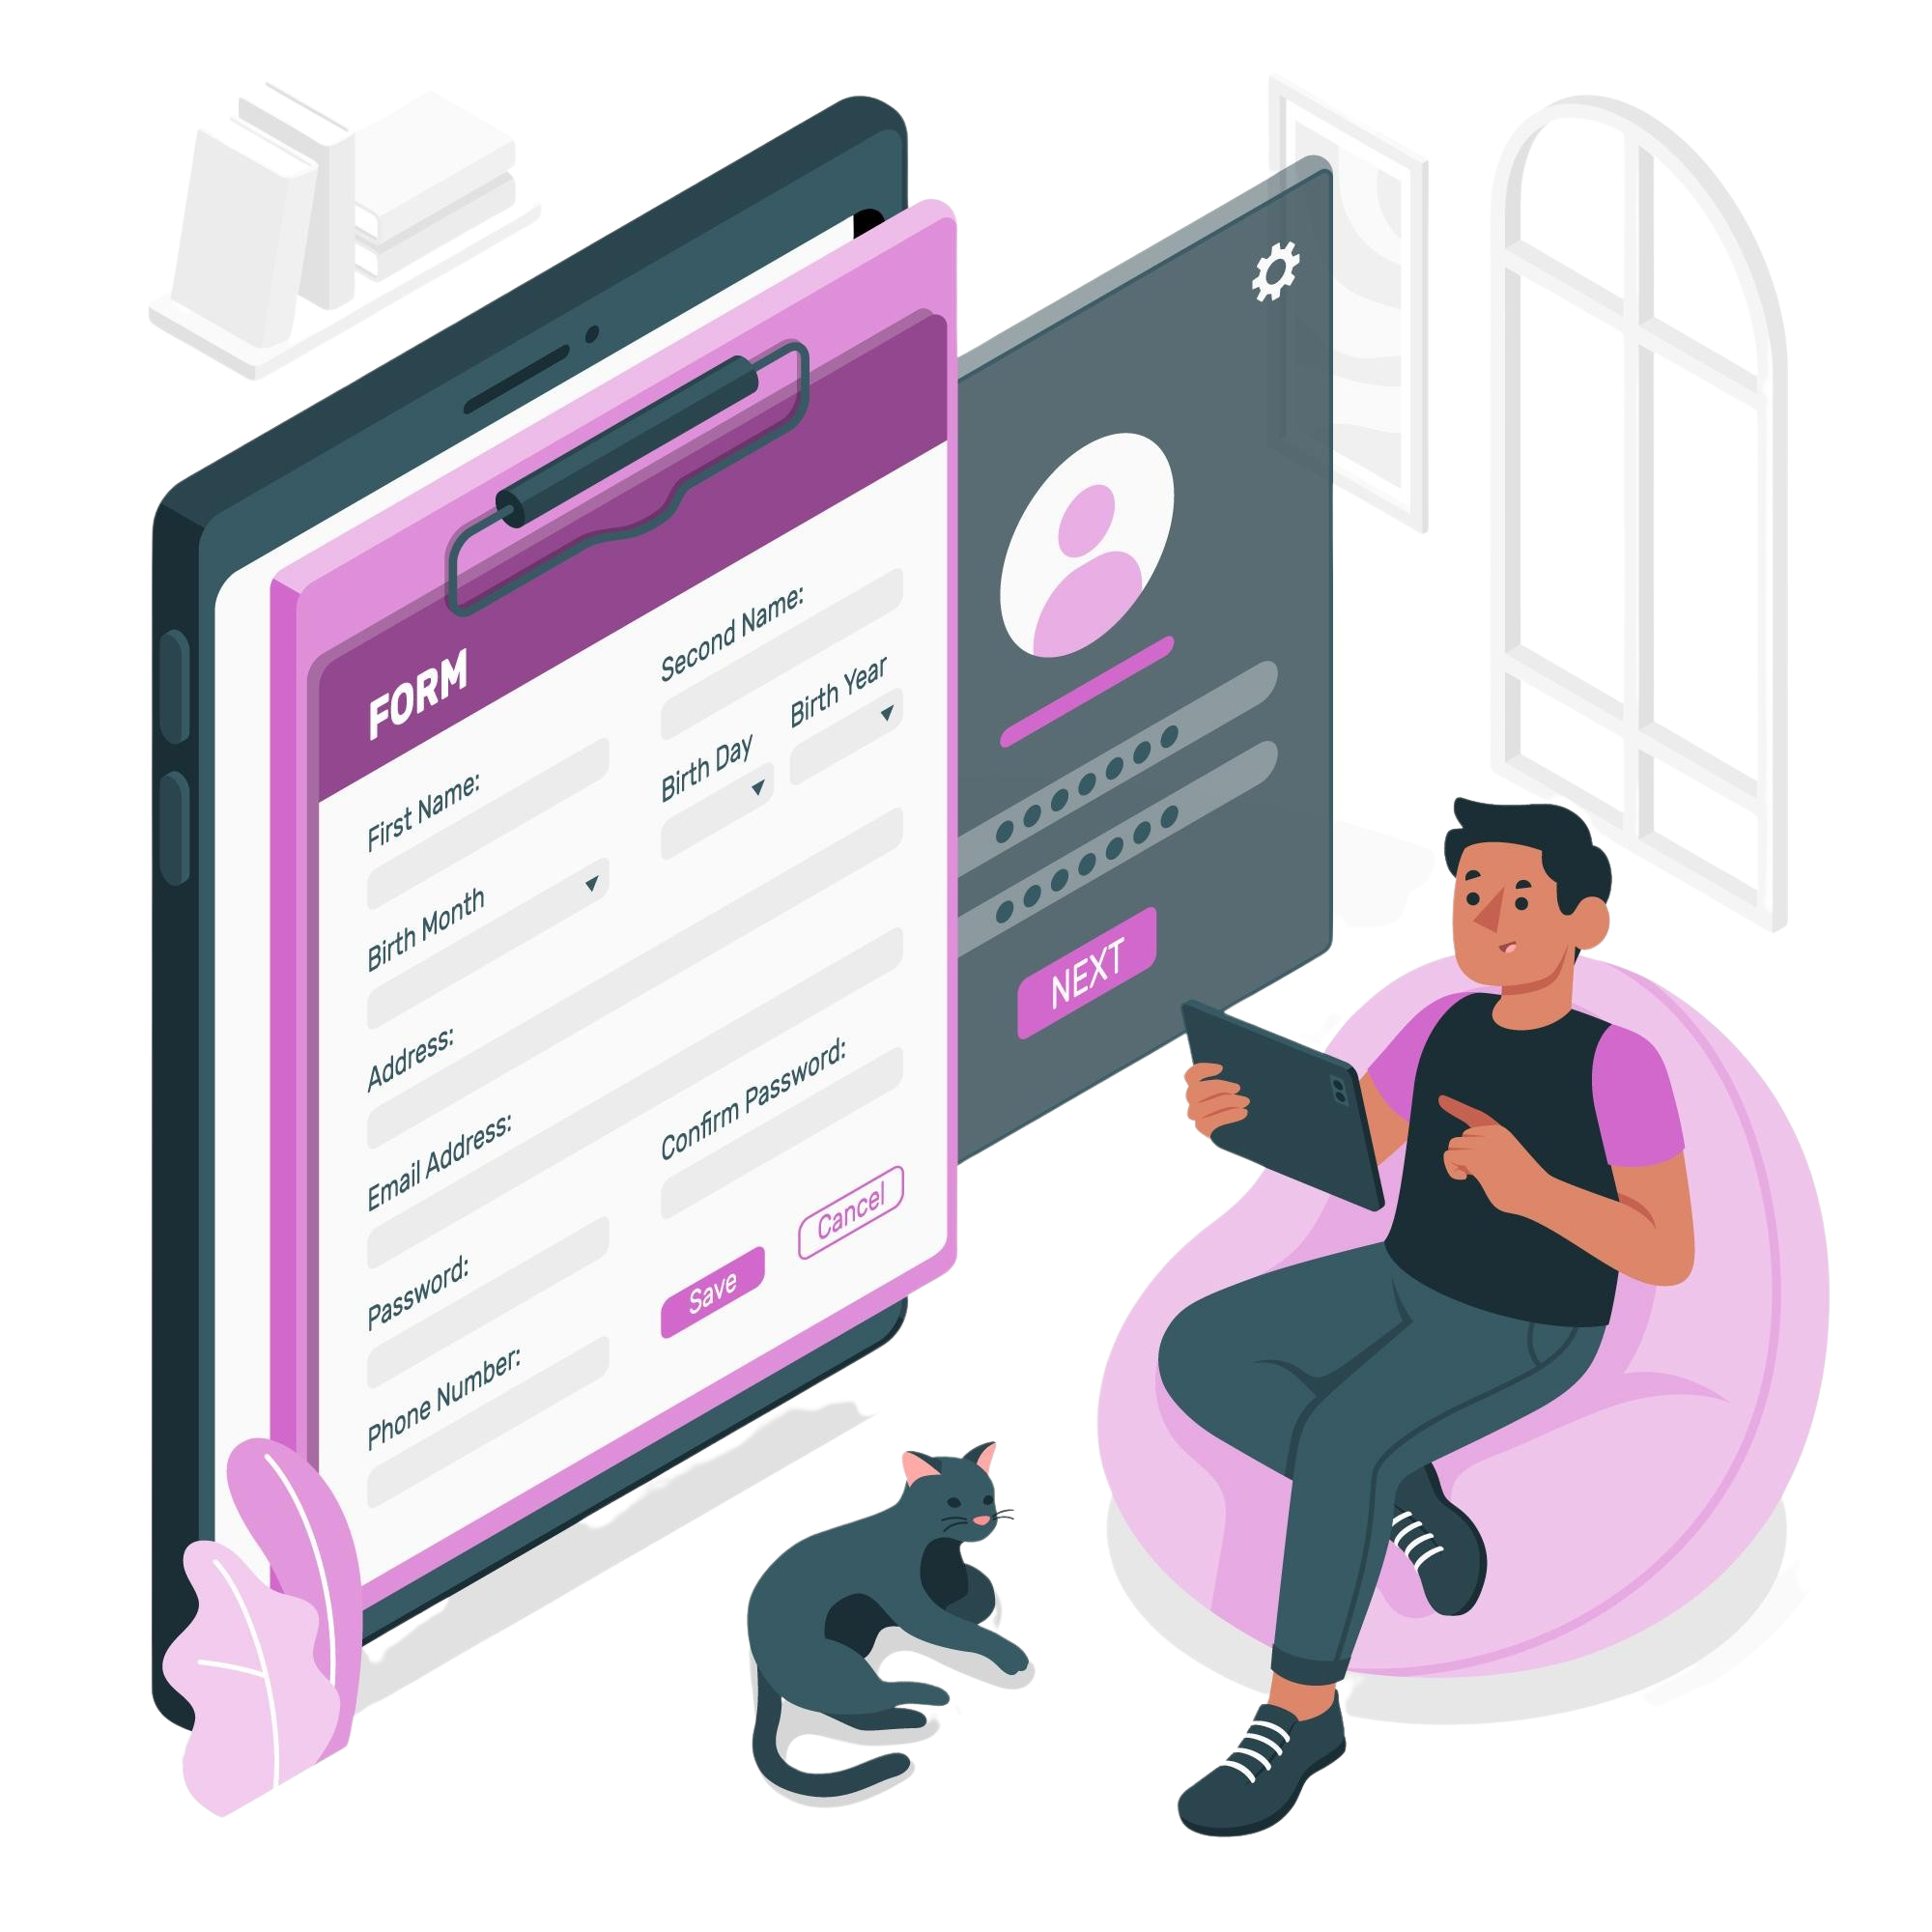 FORM
First Name:
Second Name:
Birth Month
Birth Day
Birth Year
Address:
Email Address:
Password:
Confirm Password:
Phone Number:
Save
Cancel
NEXT